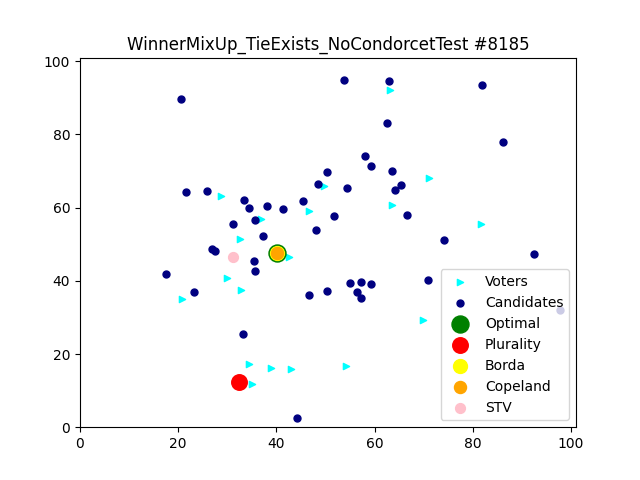 WinnerMixUp_TieExists_NoCondorcetTest #8185
100
80
60
40
20
0
0 20 40 60 80 100
Voters
Candidates
Optimal
Plurality
Borda
Copeland
STV